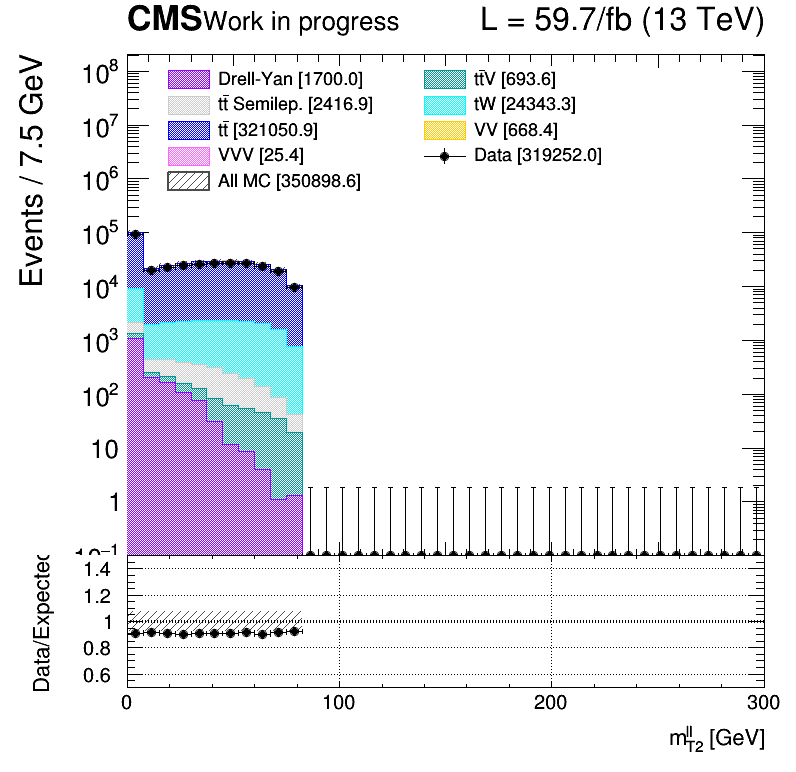 CMS Work in progress L = 59.7/fb (13 TeV)
Events / 7.5 GeV
Drell-Yan [1700.0] tt̄V [693.6]
tt̄ Semilep. [2416.9] tW [24343.3]
tt̄ [321050.9] VV [668.4]
VVV [25.4] Data [319252.0]
All MC [350898.6]
10⁸
10⁷
10⁶
10⁵
10⁴
10³
10²
10
1
10⁻¹
Data/Expected
1.4
1.2
1
0.8
0.6
0 100 200 300
m^{ll}_{T2} [GeV]